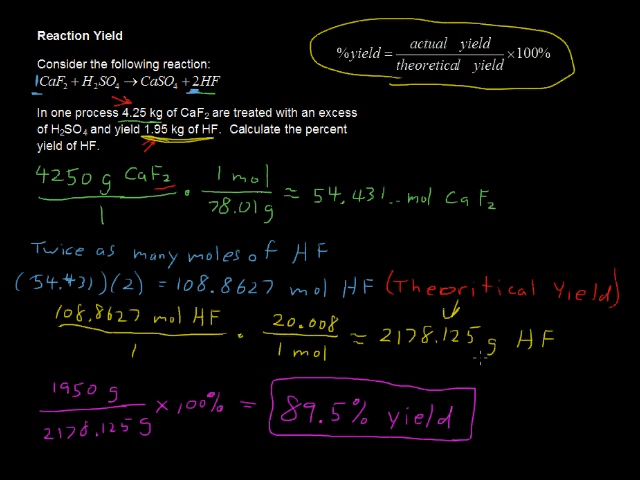 Reaction Yield
%yield = actual yield / theoretical yield × 100%
Consider the following reaction:
1CaF₂ + H₂SO₄ → CaSO₄ + 2HF
In one process 4.25 kg of CaF₂ are treated with an excess
of H₂SO₄ and yield 1.95 kg of HF. Calculate the percent
yield of HF.
4250 g CaF₂ / 1 · 1 mol / 78.01 g ≈ 54.431... mol CaF₂
Twice as many moles of HF
(54.431)(2) = 108.8627 mol HF (Theoritical Yield)
108.8627 mol HF / 1 · 20.008 / 1 mol ≈ 2178.125 g HF
1950 g / 2178.125 g × 100% = 89.5% yield